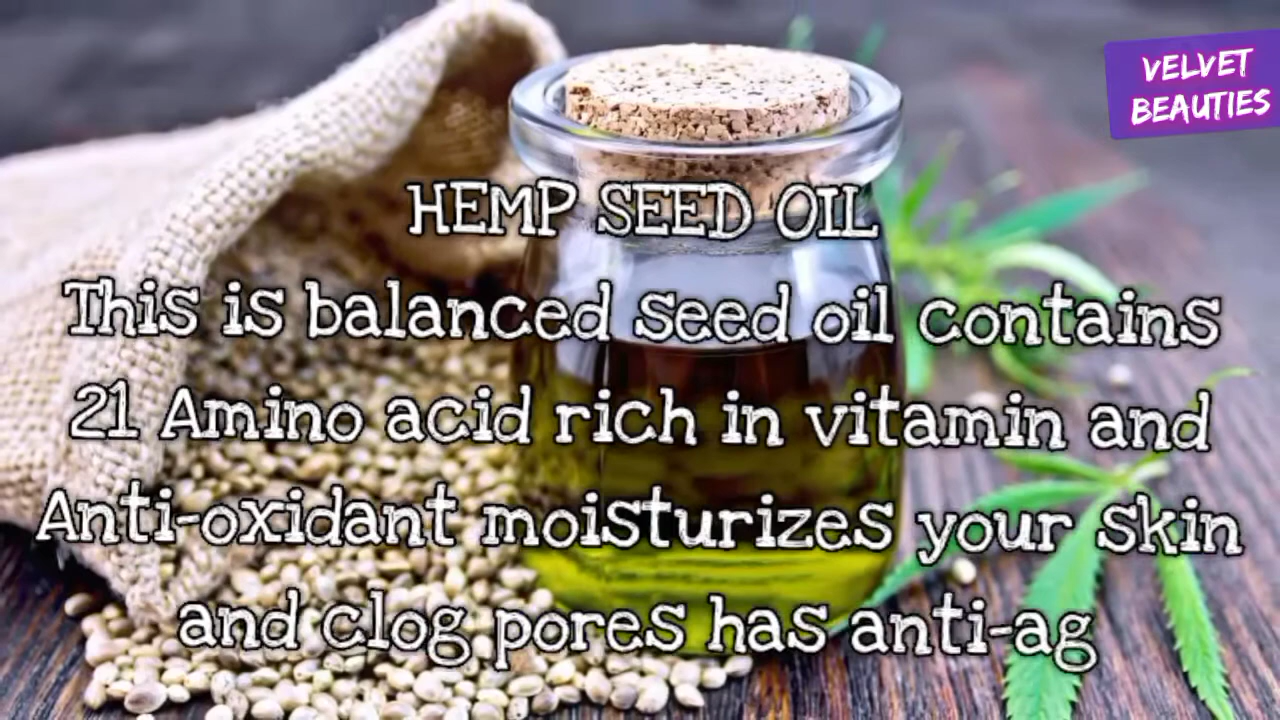 VELVET
BEAUTIES
HEMP SEED OIL
This is balanced seed oil contains
21 Amino acid rich in vitamin and
Anti-oxidant moisturizes your skin
and clog pores has anti-ag